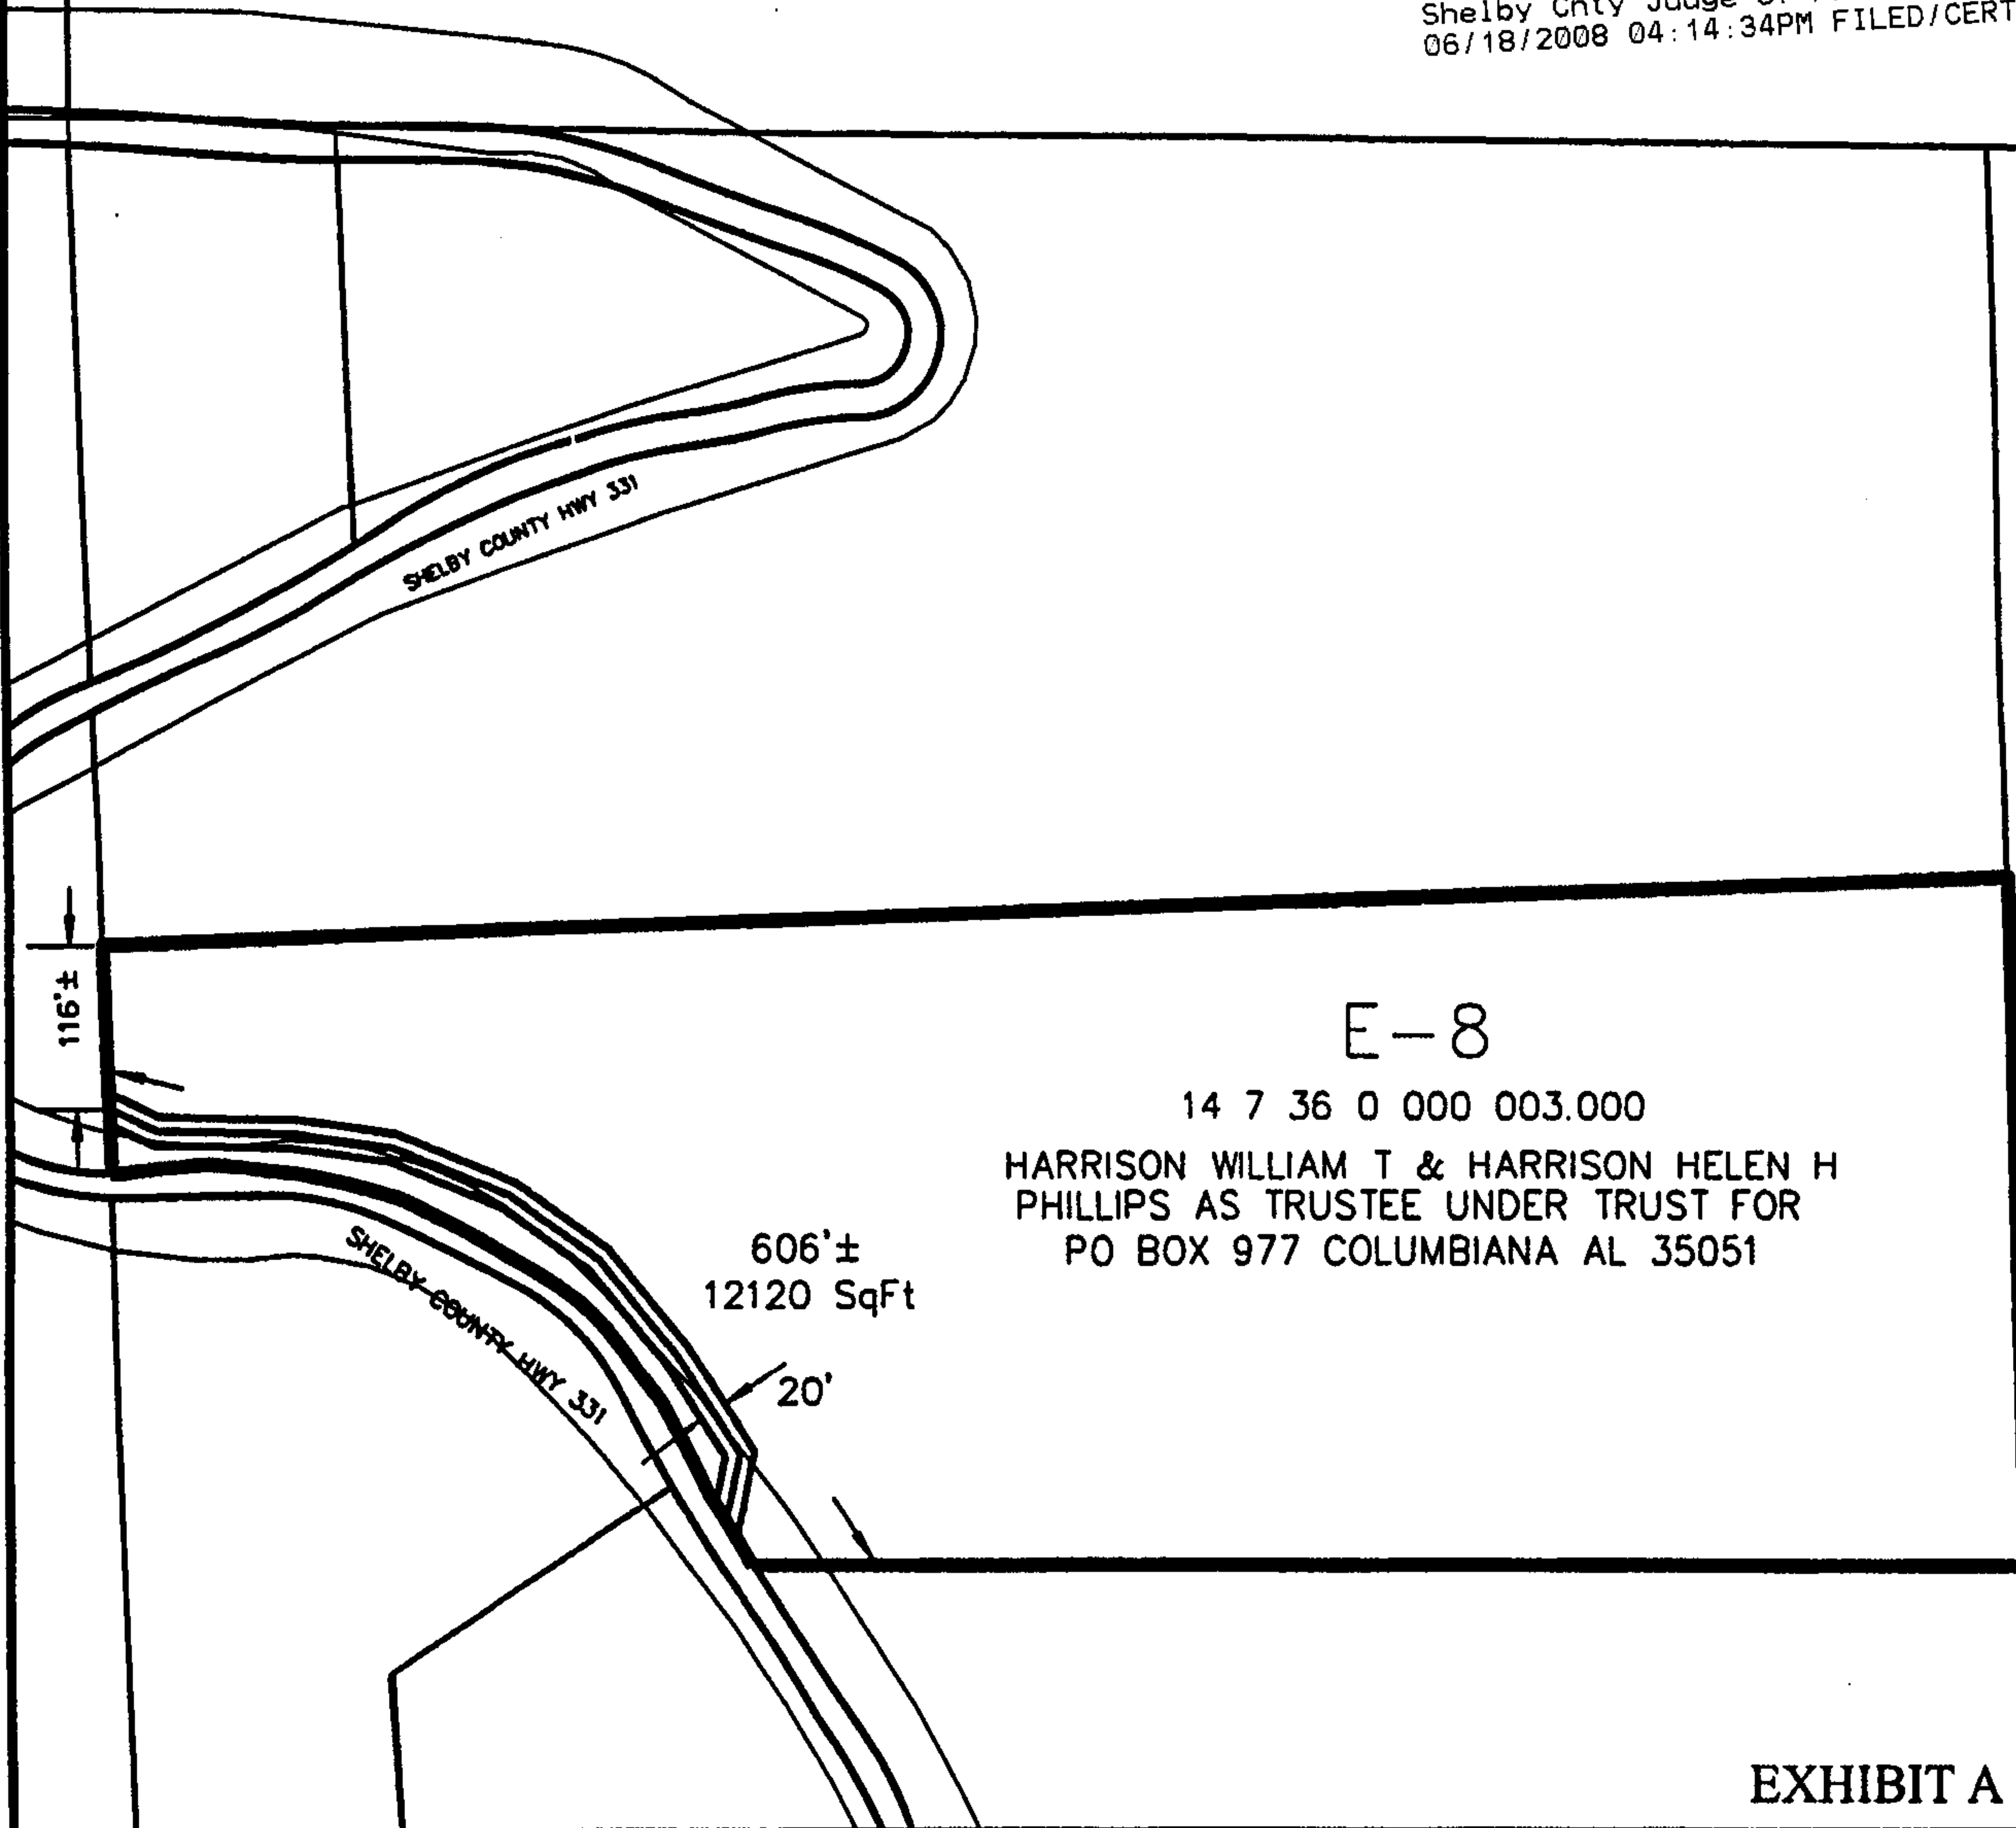 Shelby Cnty Judge of
06/18/2008 04:14:34PM FILED/CERT
SHELBY COUNTY HWY 331
116'±
E-8
14 7 36 0 000 003.000
HARRISON WILLIAM T & HARRISON HELEN H
PHILLIPS AS TRUSTEE UNDER TRUST FOR
PO BOX 977 COLUMBIANA AL 35051
606'±
12120 SqFt
SHELBY COUNTY HWY 331
20'
EXHIBIT A